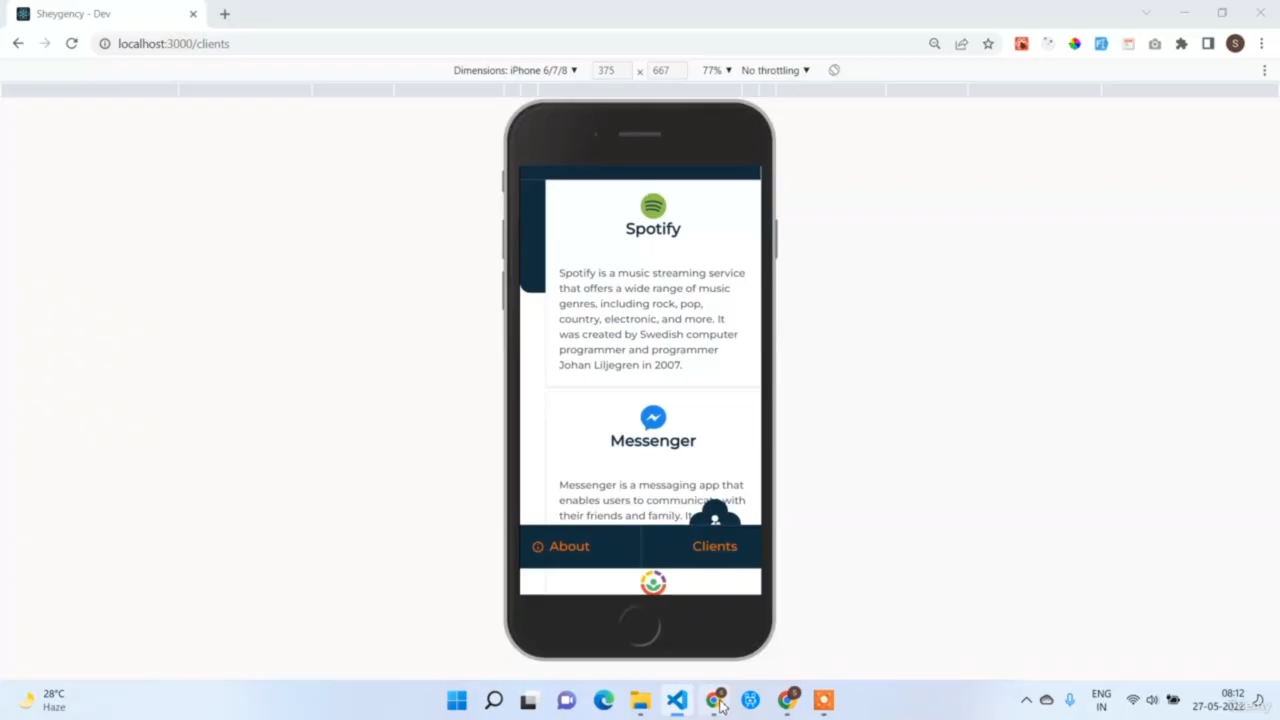 Sheygency - Dev
localhost:3000/clients
S
Dimensions: iPhone 6/7/8 ▼ 375 x 667 77% ▼ No throttling ▼
Spotify
Spotify is a music streaming service
that offers a wide range of music
genres, including rock, pop,
country, electronic, and more. It
was created by Swedish computer
programmer and programmer
Johan Liljegren in 2007.
Messenger
Messenger is a messaging app that
enables users to communicate with
their friends and family. It
About
Clients
28°C
Haze
ENG
IN
08:12
27-05-2022